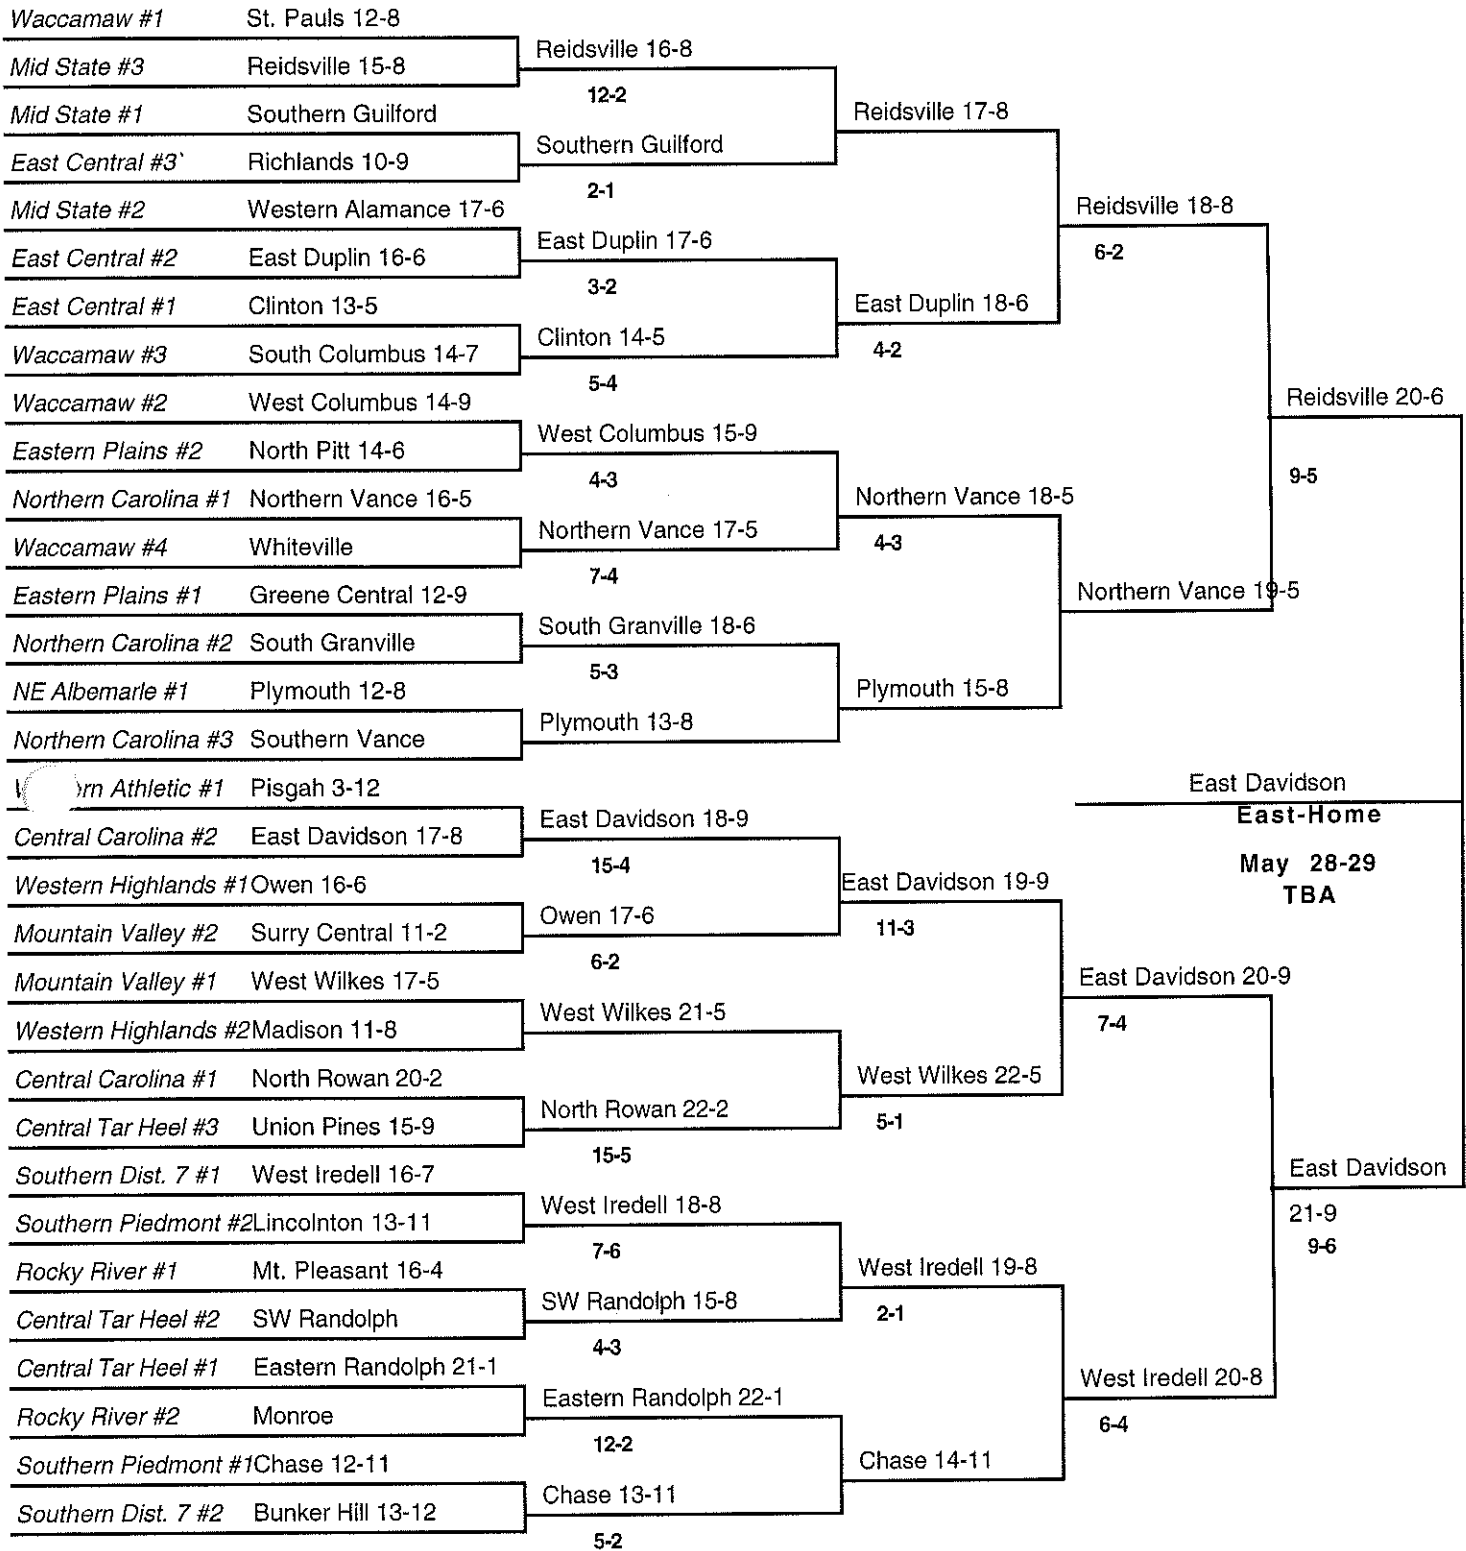 Waccamaw #1 St. Pauls 12-8
Reidsville 16-8
Mid State #3 Reidsville 15-8
12-2
Mid State #1 Southern Guilford
Reidsville 17-8
Southern Guilford
East Central #3` Richlands 10-9
2-1
Mid State #2 Western Alamance 17-6
Reidsville 18-8
East Duplin 17-6
6-2
East Central #2 East Duplin 16-6
3-2
East Central #1 Clinton 13-5
East Duplin 18-6
Clinton 14-5
4-2
Waccamaw #3 South Columbus 14-7
5-4
Reidsville 20-6
Waccamaw #2 West Columbus 14-9
West Columbus 15-9
Eastern Plains #2 North Pitt 14-6
4-3
9-5
Northern Carolina #1 Northern Vance 16-5
Northern Vance 18-5
Northern Vance 17-5
4-3
Waccamaw #4 Whiteville
7-4
Northern Vance 19-5
Eastern Plains #1 Greene Central 12-9
South Granville 18-6
Northern Carolina #2 South Granville
5-3
NE Albemarle #1 Plymouth 12-8
Plymouth 15-8
Plymouth 13-8
Northern Carolina #3 Southern Vance
rn Athletic #1 Pisgah 3-12
East Davidson
East-Home
East Davidson 18-9
Central Carolina #2 East Davidson 17-8
15-4
May 28-29
TBA
Western Highlands #1 Owen 16-6
East Davidson 19-9
Owen 17-6
11-3
Mountain Valley #2 Surry Central 11-2
6-2
Mountain Valley #1 West Wilkes 17-5
East Davidson 20-9
West Wilkes 21-5
7-4
Western Highlands #2 Madison 11-8
Central Carolina #1 North Rowan 20-2
West Wilkes 22-5
North Rowan 22-2
5-1
Central Tar Heel #3 Union Pines 15-9
15-5
East Davidson
21-9
9-6
Southern Dist. 7 #1 West Iredell 16-7
West Iredell 18-8
Southern Piedmont #2 Lincolnton 13-11
7-6
Rocky River #1 Mt. Pleasant 16-4
West Iredell 19-8
SW Randolph 15-8
2-1
Central Tar Heel #2 SW Randolph
4-3
Central Tar Heel #1 Eastern Randolph 21-1
West Iredell 20-8
Eastern Randolph 22-1
6-4
Rocky River #2 Monroe
12-2
Southern Piedmont #1 Chase 12-11
Chase 14-11
Chase 13-11
Southern Dist. 7 #2 Bunker Hill 13-12
5-2